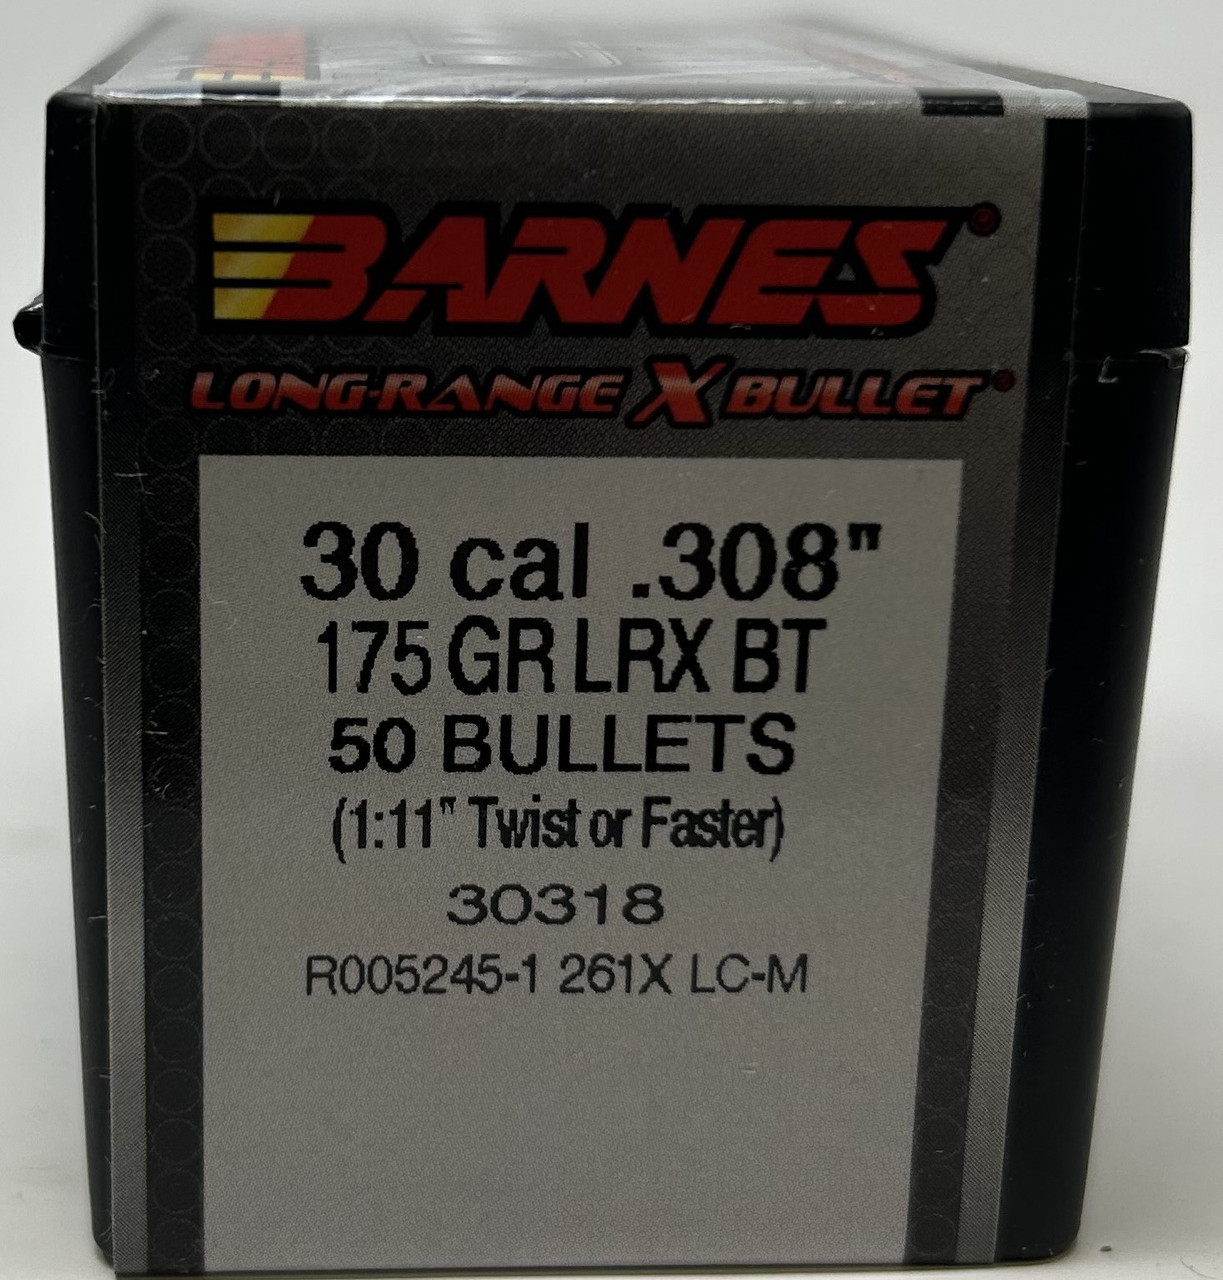 BARNES®
LONG-RANGE X BULLET®
30 cal .308"
175 GR LRX BT
50 BULLETS
(1:11" Twist or Faster)
30318
R005245-1 261X LC-M